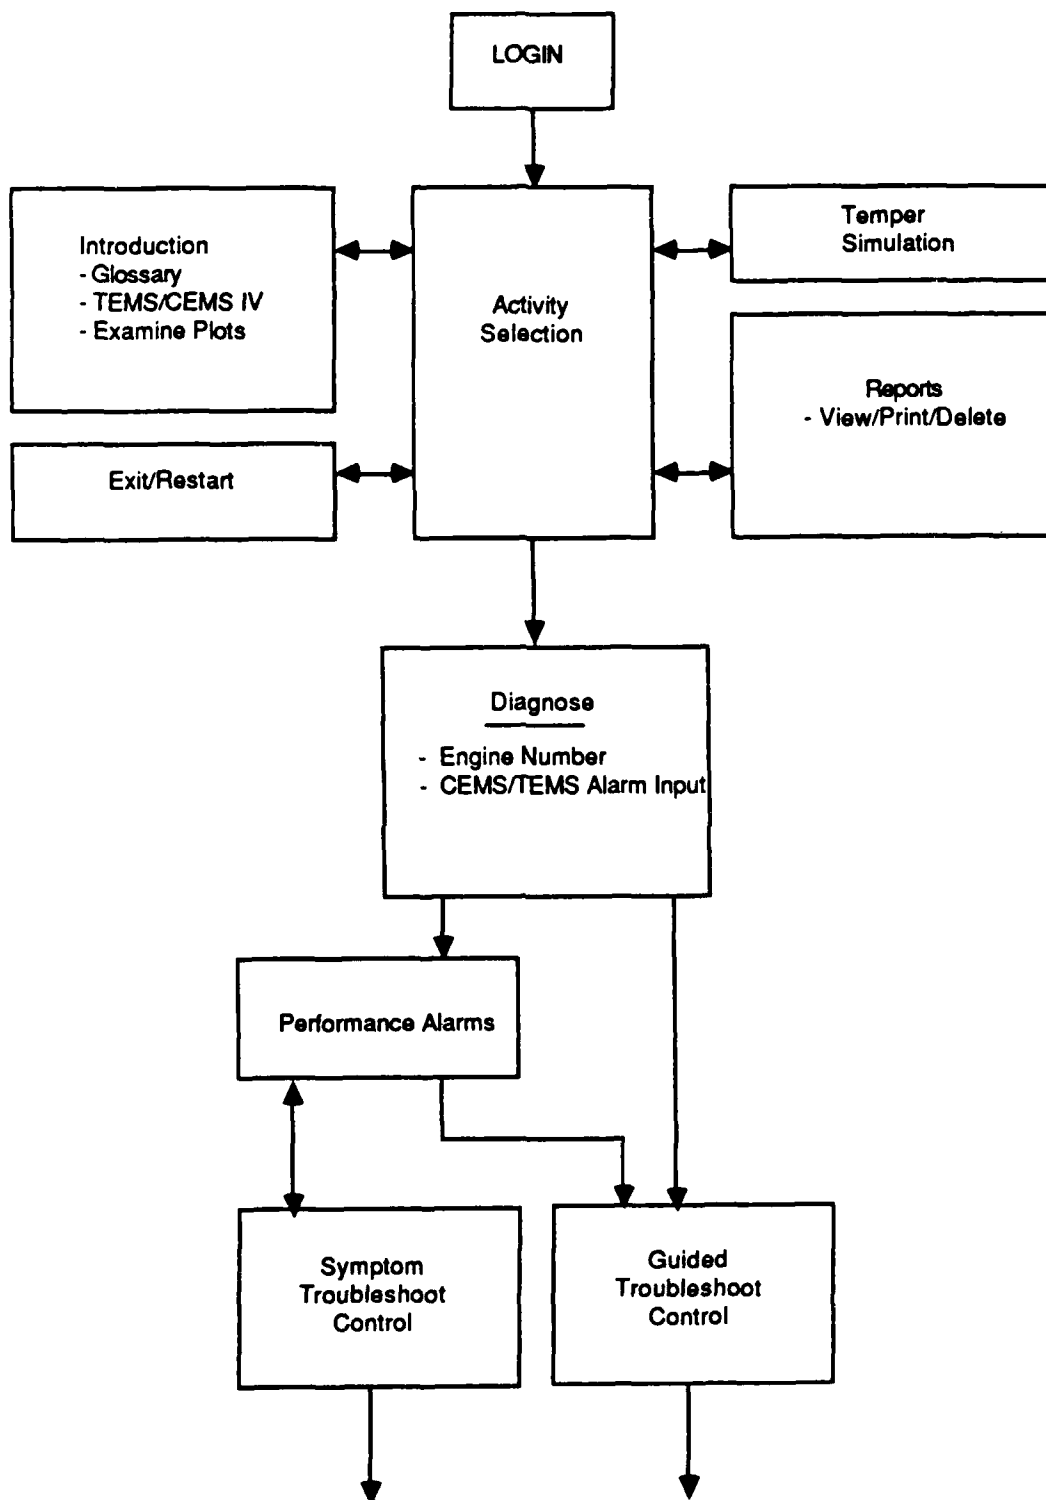 LOGIN
Introduction
- Glossary
- TEMS/CEMS IV
- Examine Plots
Exit/Restart
Activity
Selection
Temper
Simulation
Reports
- View/Print/Delete
Diagnose
- Engine Number
- CEMS/TEMS Alarm Input
Performance Alarms
Symptom
Troubleshoot
Control
Guided
Troubleshoot
Control